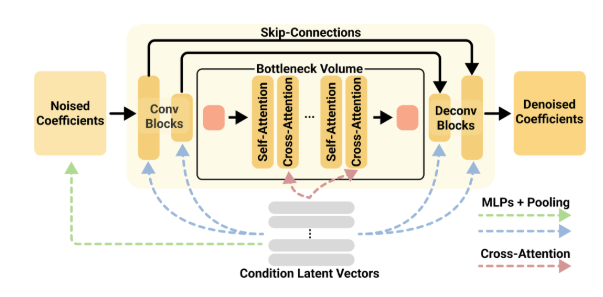 Skip-Connections
Bottleneck Volume
Noised
Coefficients
Conv
Blocks
Self-Attention
Cross-Attention
...
Self-Attention
Cross-Attention
Deconv
Blocks
Denoised
Coefficients
MLPs + Pooling
Cross-Attention
Condition Latent Vectors